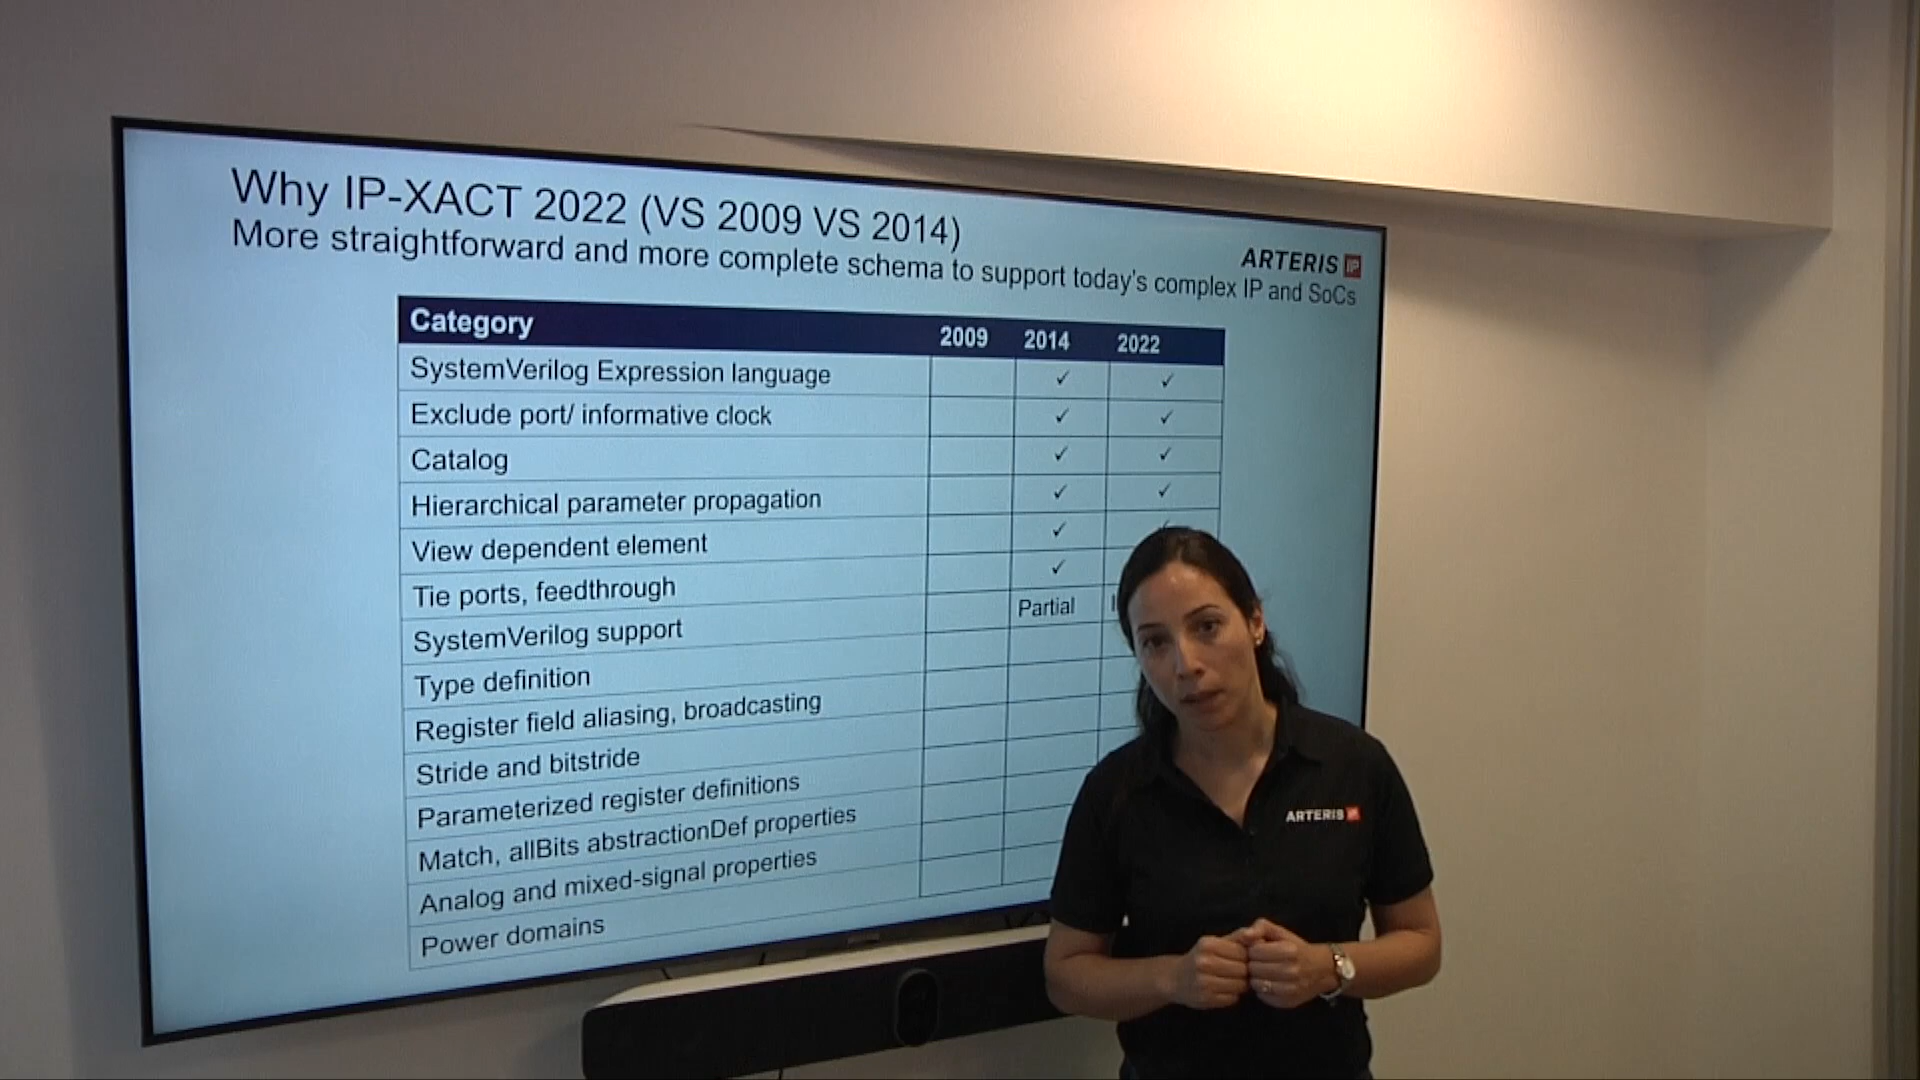 Why IP-XACT 2022 (VS 2009 VS 2014)
More straightforward and more complete schema to support today's complex IP and SoCs
ARTERIS IP
Category 2009 2014 2022
SystemVerilog Expression language ✓ ✓
Exclude port/ informative clock ✓ ✓
Catalog ✓ ✓
Hierarchical parameter propagation ✓ ✓
View dependent element ✓ ✓
Tie ports, feedthrough ✓
SystemVerilog support Partial
Type definition
Register field aliasing, broadcasting
Stride and bitstride
Parameterized register definitions
Match, allBits abstractionDef properties
Analog and mixed-signal properties
Power domains
ARTERIS IP